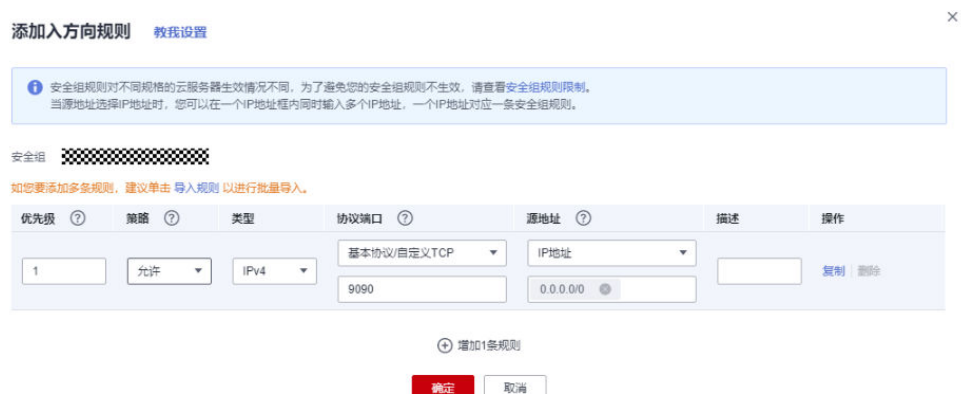 添加入方向规则 教我设置
安全组规则对不同规格的云服务器生效情况不同，为了避免您的安全组规则不生效，请查看安全组规则限制。
当源地址选择IP地址时，您可以在一个IP地址框内同时输入多个IP地址，一个IP地址对应一条安全组规则。
安全组
如您要添加多条规则，建议单击 导入规则 以进行批量导入。
优先级 策略 类型 协议端口 源地址 描述 操作
基本协议/自定义TCP IP地址
1 允许 IPv4 复制 删除
9090 0.0.0.0/0
增加1条规则
确定 取消